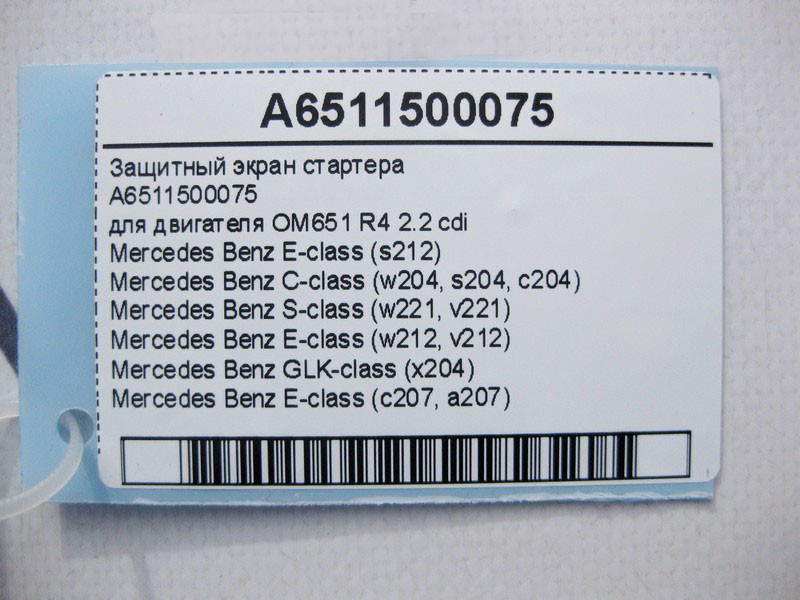 A6511500075
Защитный экран стартера
A6511500075
для двигателя OM651 R4 2.2 cdi
Mercedes Benz E-class (s212)
Mercedes Benz C-class (w204, s204, c204)
Mercedes Benz S-class (w221, v221)
Mercedes Benz E-class (w212, v212)
Mercedes Benz GLK-class (x204)
Mercedes Benz E-class (c207, a207)